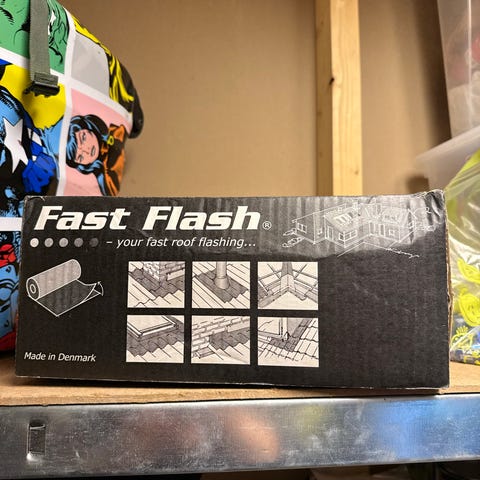 Fast Flash®
– your fast roof flashing...
Made in Denmark